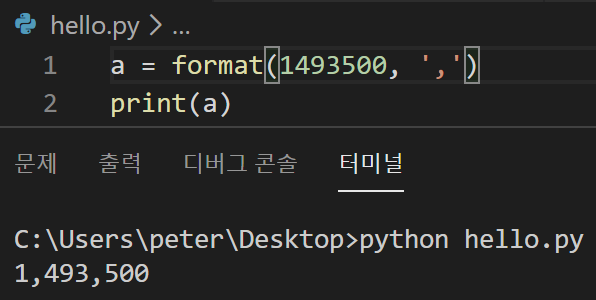 hello.py > ...
1 a = format(1493500, ',')
2 print(a)
문제 출력 디버그 콘솔 터미널
C:\Users\peter\Desktop>python hello.py
1,493,500